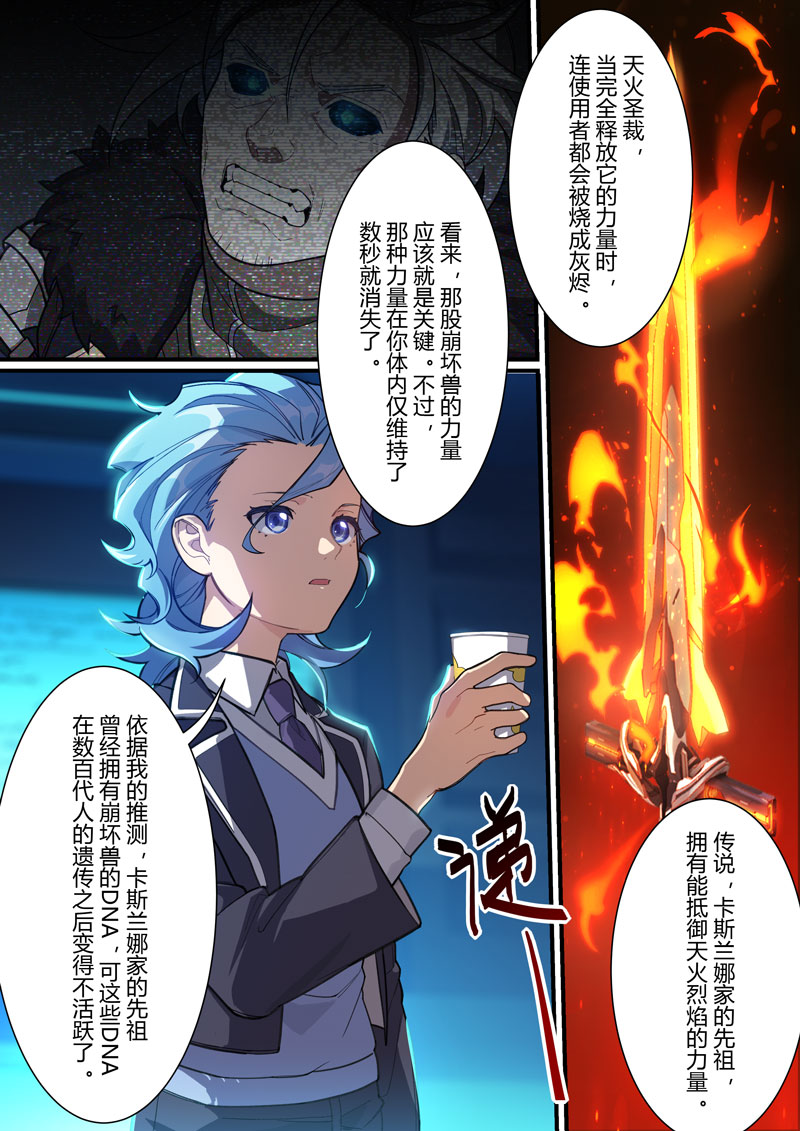 天火圣裁，
当完全释放它的力量时，
连使用者都会被烧成灰烬。
传说，卡斯兰娜家的先祖，
拥有能抵御天火烈焰的力量。
看来，那股崩坏兽的力量
应该就是关键。不过，
那种力量在你体内仅维持了
数秒就消失了。
依据我的推测，卡斯兰娜家的先祖
曾经拥有崩坏兽的DNA，可这些DNA
在数百代人的遗传之后变得不活跃了。
递